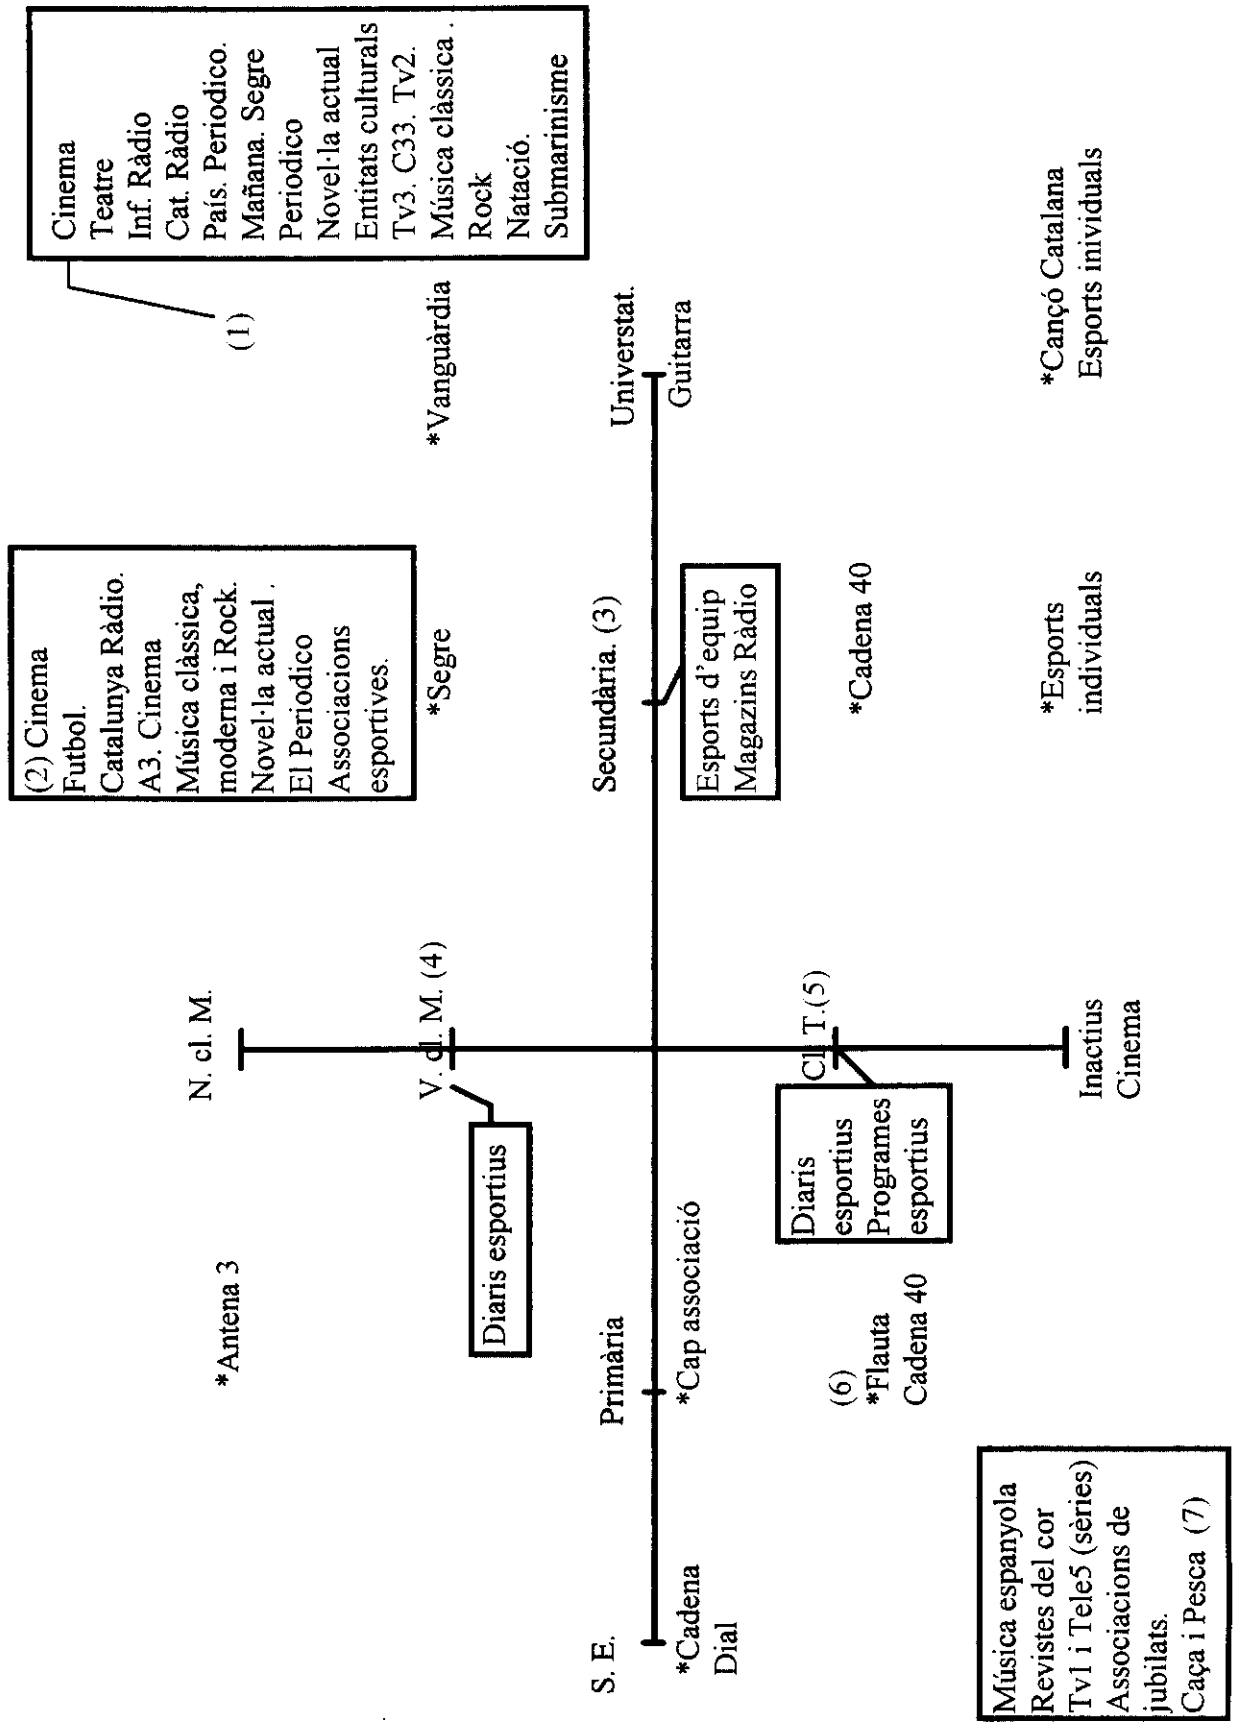 Cinema
Teatre
Inf. Ràdio
Cat. Ràdio
País. Periodico.
Mañana. Segre
Periodico
Novel·la actual
Entitats culturals
Tv3. C33. Tv2.
Música clàssica .
Rock
Natació.
Submarinisme
(1)
*Vanguàrdia
(2) Cinema
Futbol.
Catalunya Ràdio.
A3. Cinema
Música clàssica,
moderna i Rock.
Novel·la actual .
El Periodico
Associacions
esportives.
*Segre
N. cl. M.
V. cl. M. (4)
*Antena 3
Diaris esportius
S. E.
*Cadena
Dial
Primària
*Cap associació
Secundària. (3)
Esports d'equip
Magazins Ràdio
Universtat.
Guitarra
Cl. T.(5)
Diaris
esportius
Programes
esportius
(6)
*Flauta
Cadena 40
*Cadena 40
Música espanyola
Revistes del cor
Tv1 i Tele5 (sèries)
Associacions de
jubilats.
Caça i Pesca (7)
Inactius
Cinema
*Esports
individuals
*Cançó Catalana
Esports inividuals